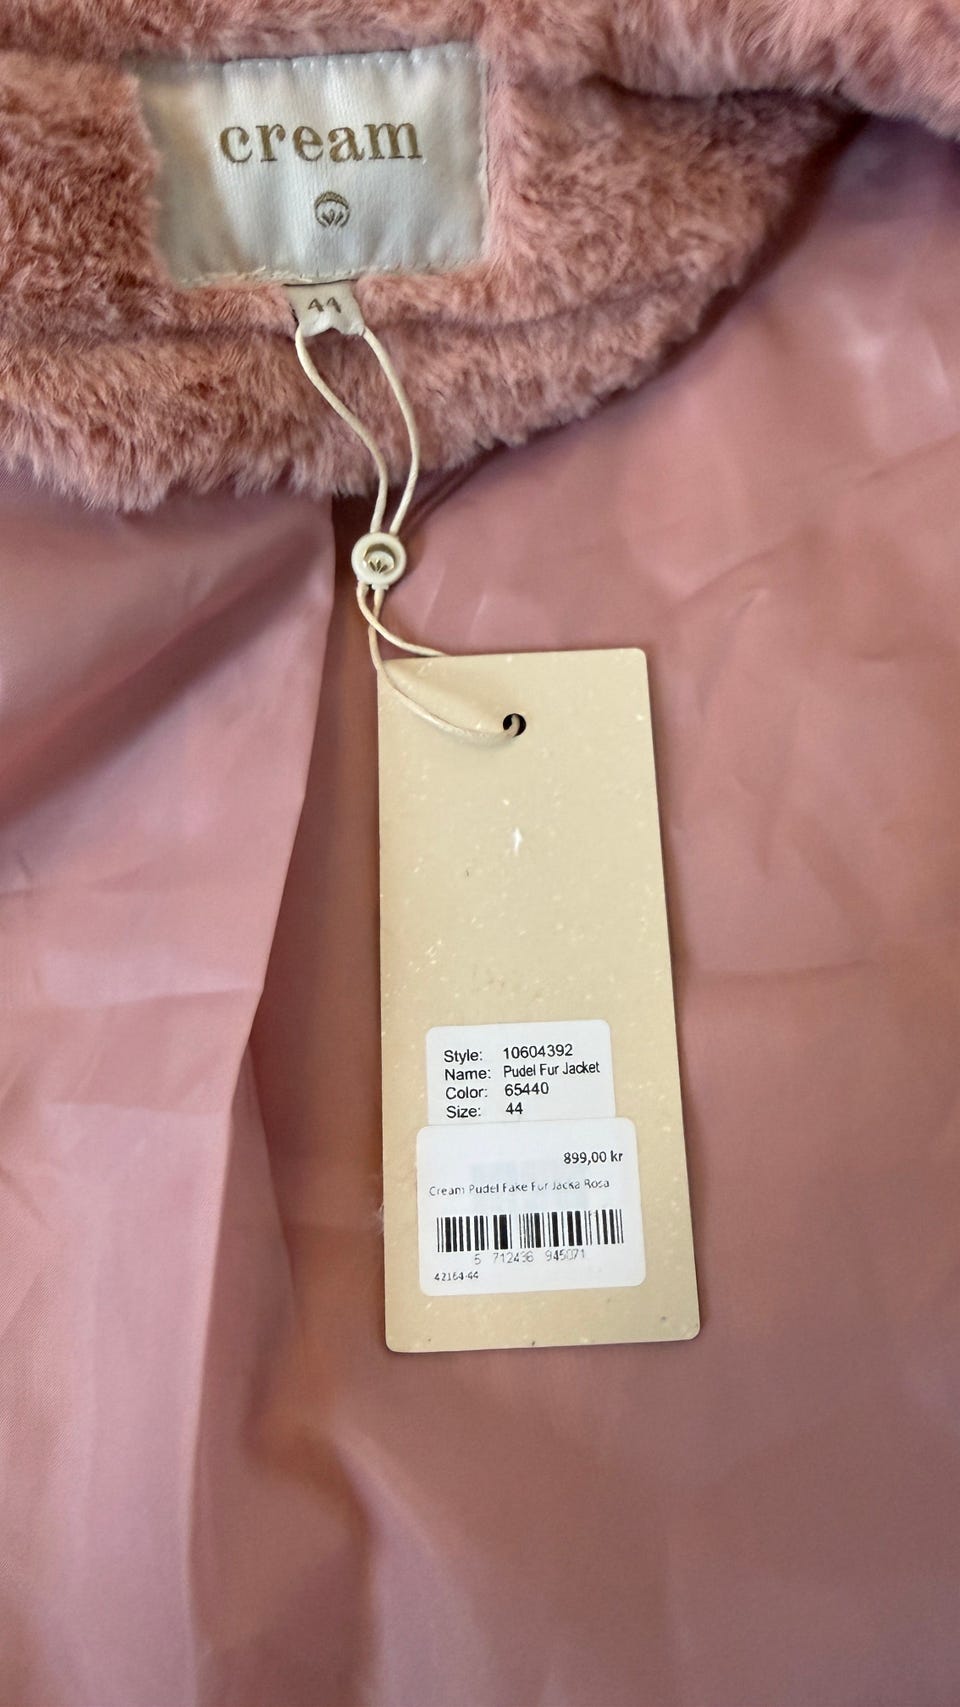 cream
44
Style: 10604392
Name: Pudel Fur Jacket
Color: 65440
Size: 44
899,00 kr
Cream Pudel Fake Fur Jacka Rosa
5 712436 945071
42164-44